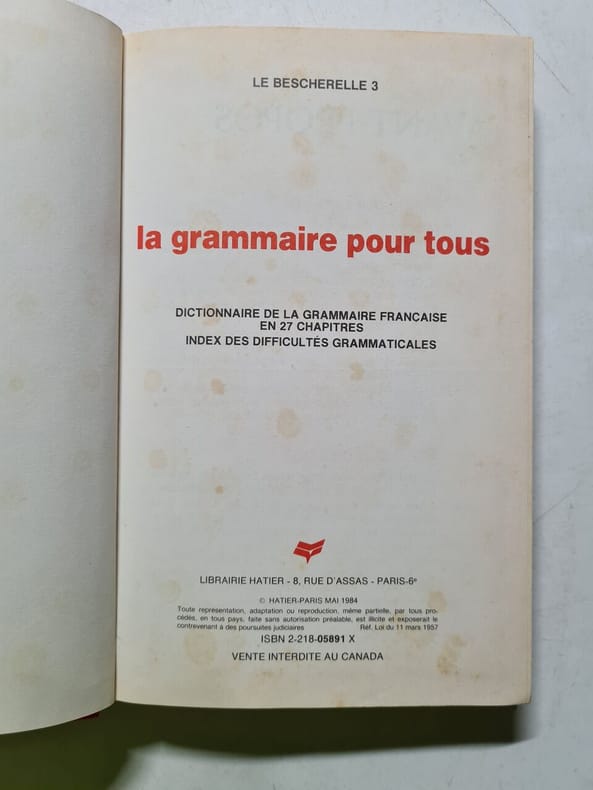 LE BESCHERELLE 3
la grammaire pour tous
DICTIONNAIRE DE LA GRAMMAIRE FRANÇAISE
EN 27 CHAPITRES
INDEX DES DIFFICULTÉS GRAMMATICALES
LIBRAIRIE HATIER - 8, RUE D'ASSAS - PARIS-6e
© HATIER-PARIS MAI 1984
Toute représentation, adaptation ou reproduction, même partielle, par tous pro-
cédés, en tous pays, faite sans autorisation préalable, est illicite et exposerait le
contrevenant à des poursuites judiciaires Réf. Loi du 11 mars 1957
ISBN 2-218-05891 X
VENTE INTERDITE AU CANADA